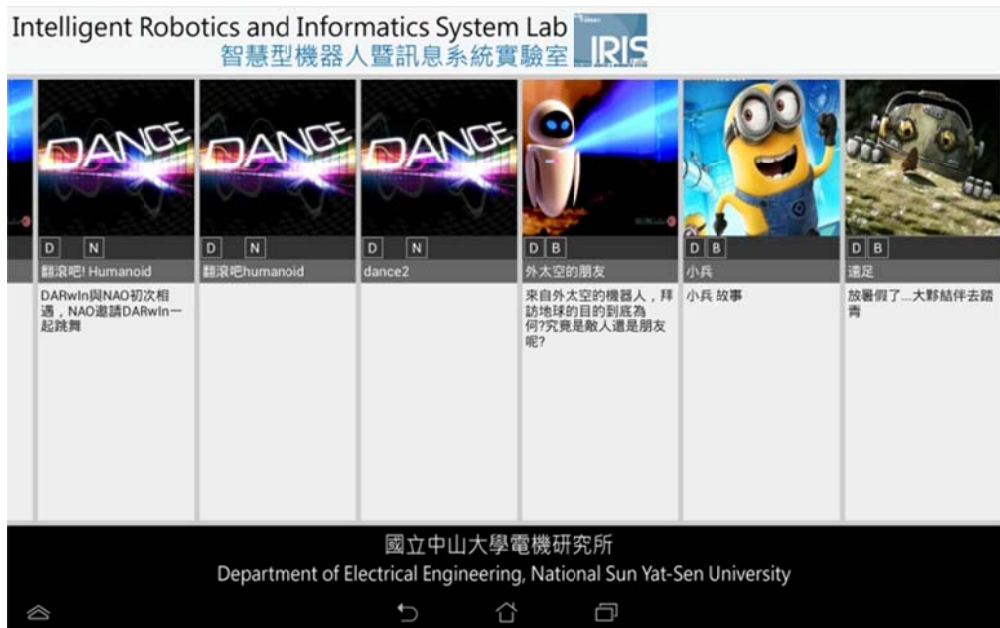 Intelligent Robotics and Informatics System Lab
智慧型機器人暨訊息系統實驗室
IRIS
DANCE
DANCE
DANCE
D N
D N
D N
D B
D B
D B
翻滾吧! Humanoid
翻滾吧humanoid
dance2
外太空的朋友
小兵
遠足
DARwIn與NAO初次相
遇，NAO邀請DARwIn一
起跳舞
來自外太空的機器人，拜
訪地球的目的到底為
何?究竟是敵人還是朋友
呢?
小兵 故事
放暑假了...大夥結伴去踏
青
國立中山大學電機研究所
Department of Electrical Engineering, National Sun Yat-Sen University